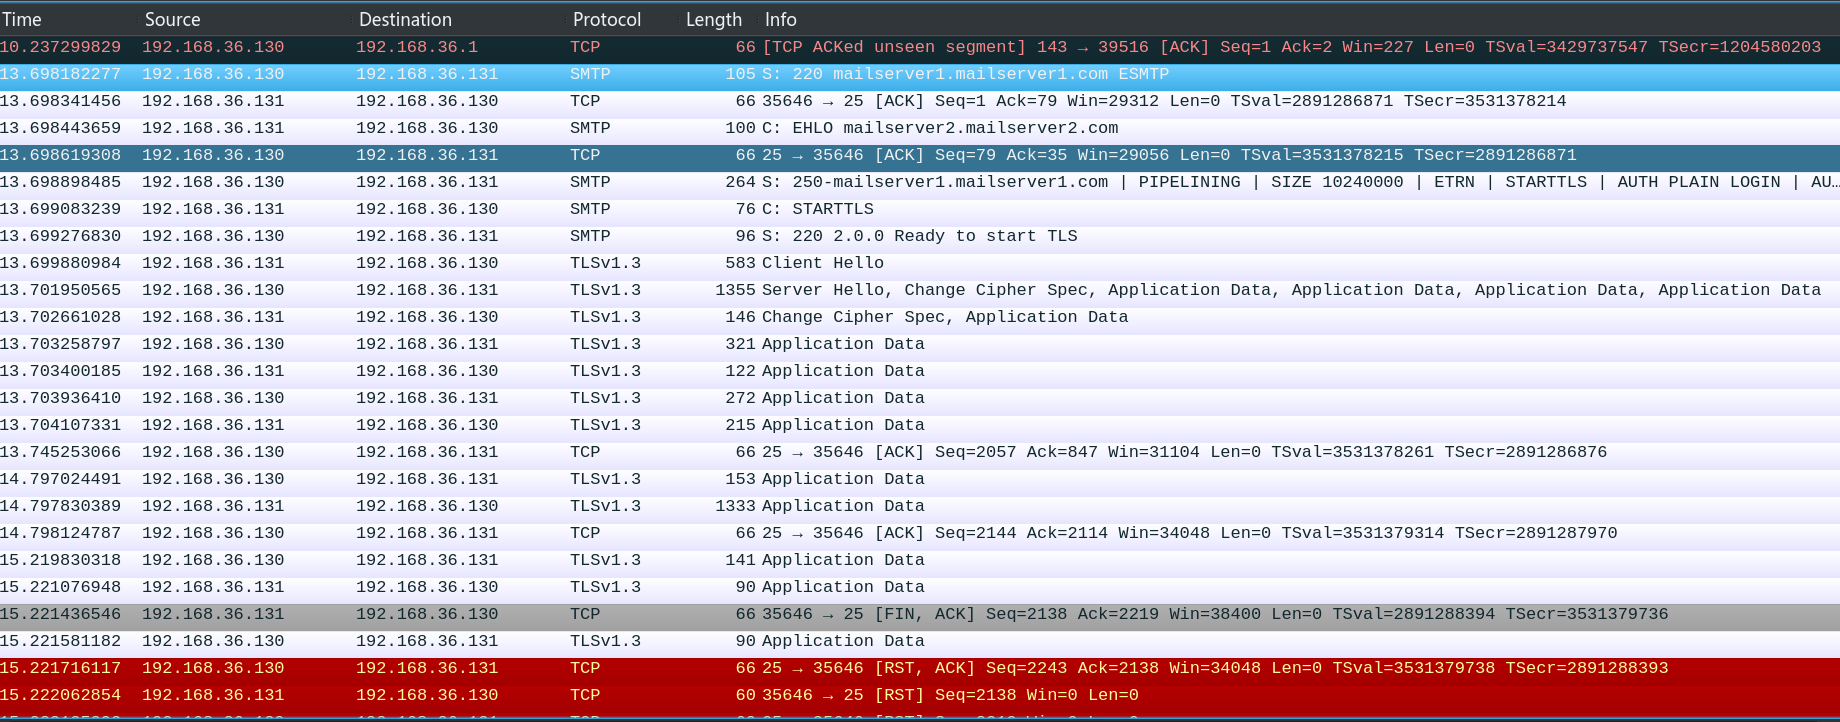 Time Source Destination Protocol Length Info
10.237299829 192.168.36.130 192.168.36.1 TCP 66 [TCP ACKed unseen segment] 143 → 39516 [ACK] Seq=1 Ack=2 Win=227 Len=0 TSval=3429737547 TSecr=1204580203
13.698182277 192.168.36.130 192.168.36.131 SMTP 105 S: 220 mailserver1.mailserver1.com ESMTP
13.698341456 192.168.36.131 192.168.36.130 TCP 66 35646 → 25 [ACK] Seq=1 Ack=79 Win=29312 Len=0 TSval=2891286871 TSecr=3531378214
13.698443659 192.168.36.131 192.168.36.130 SMTP 100 C: EHLO mailserver2.mailserver2.com
13.698619308 192.168.36.130 192.168.36.131 TCP 66 25 → 35646 [ACK] Seq=79 Ack=35 Win=29056 Len=0 TSval=3531378215 TSecr=2891286871
13.698898485 192.168.36.130 192.168.36.131 SMTP 264 S: 250-mailserver1.mailserver1.com | PIPELINING | SIZE 10240000 | ETRN | STARTTLS | AUTH PLAIN LOGIN | AU…
13.699083239 192.168.36.131 192.168.36.130 SMTP 76 C: STARTTLS
13.699276830 192.168.36.130 192.168.36.131 SMTP 96 S: 220 2.0.0 Ready to start TLS
13.699880984 192.168.36.131 192.168.36.130 TLSv1.3 583 Client Hello
13.701950565 192.168.36.130 192.168.36.131 TLSv1.3 1355 Server Hello, Change Cipher Spec, Application Data, Application Data, Application Data, Application Data
13.702661028 192.168.36.131 192.168.36.130 TLSv1.3 146 Change Cipher Spec, Application Data
13.703258797 192.168.36.130 192.168.36.131 TLSv1.3 321 Application Data
13.703400185 192.168.36.131 192.168.36.130 TLSv1.3 122 Application Data
13.703936410 192.168.36.130 192.168.36.131 TLSv1.3 272 Application Data
13.704107331 192.168.36.131 192.168.36.130 TLSv1.3 215 Application Data
13.745253066 192.168.36.130 192.168.36.131 TCP 66 25 → 35646 [ACK] Seq=2057 Ack=847 Win=31104 Len=0 TSval=3531378261 TSecr=2891286876
14.797024491 192.168.36.130 192.168.36.131 TLSv1.3 153 Application Data
14.797830389 192.168.36.131 192.168.36.130 TLSv1.3 1333 Application Data
14.798124787 192.168.36.130 192.168.36.131 TCP 66 25 → 35646 [ACK] Seq=2144 Ack=2114 Win=34048 Len=0 TSval=3531379314 TSecr=2891287970
15.219830318 192.168.36.130 192.168.36.131 TLSv1.3 141 Application Data
15.221076948 192.168.36.131 192.168.36.130 TLSv1.3 90 Application Data
15.221436546 192.168.36.131 192.168.36.130 TCP 66 35646 → 25 [FIN, ACK] Seq=2138 Ack=2219 Win=38400 Len=0 TSval=2891288394 TSecr=3531379736
15.221581182 192.168.36.130 192.168.36.131 TLSv1.3 90 Application Data
15.221716117 192.168.36.130 192.168.36.131 TCP 66 25 → 35646 [RST, ACK] Seq=2243 Ack=2138 Win=34048 Len=0 TSval=3531379738 TSecr=2891288393
15.222062854 192.168.36.131 192.168.36.130 TCP 60 35646 → 25 [RST] Seq=2138 Win=0 Len=0